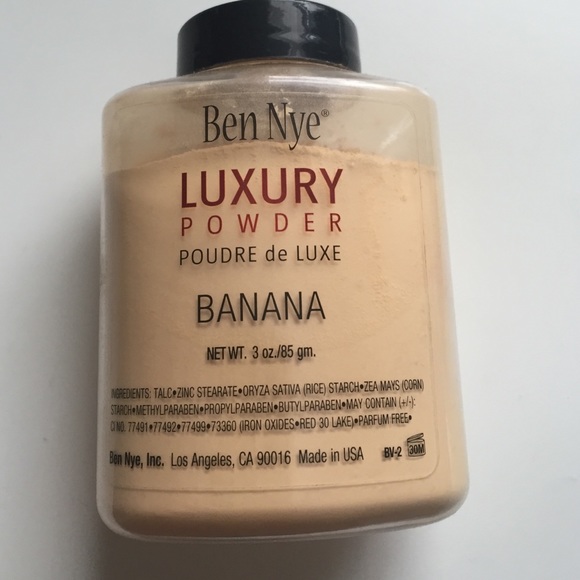 Ben Nye®
LUXURY
POWDER
POUDRE de LUXE
BANANA
NET WT. 3 oz./85 gm.
INGREDIENTS: TALC•ZINC STEARATE•ORYZA SATIVA (RICE) STARCH•ZEA MAYS (CORN)
STARCH•METHYLPARABEN•PROPYLPARABEN•BUTYLPARABEN•MAY CONTAIN (+/-):
CI NO. 77491•77492•77499•73360 (IRON OXIDES•RED 30 LAKE)•PARFUM FREE•
Ben Nye, Inc. Los Angeles, CA 90016 Made in USA BV-2 30M